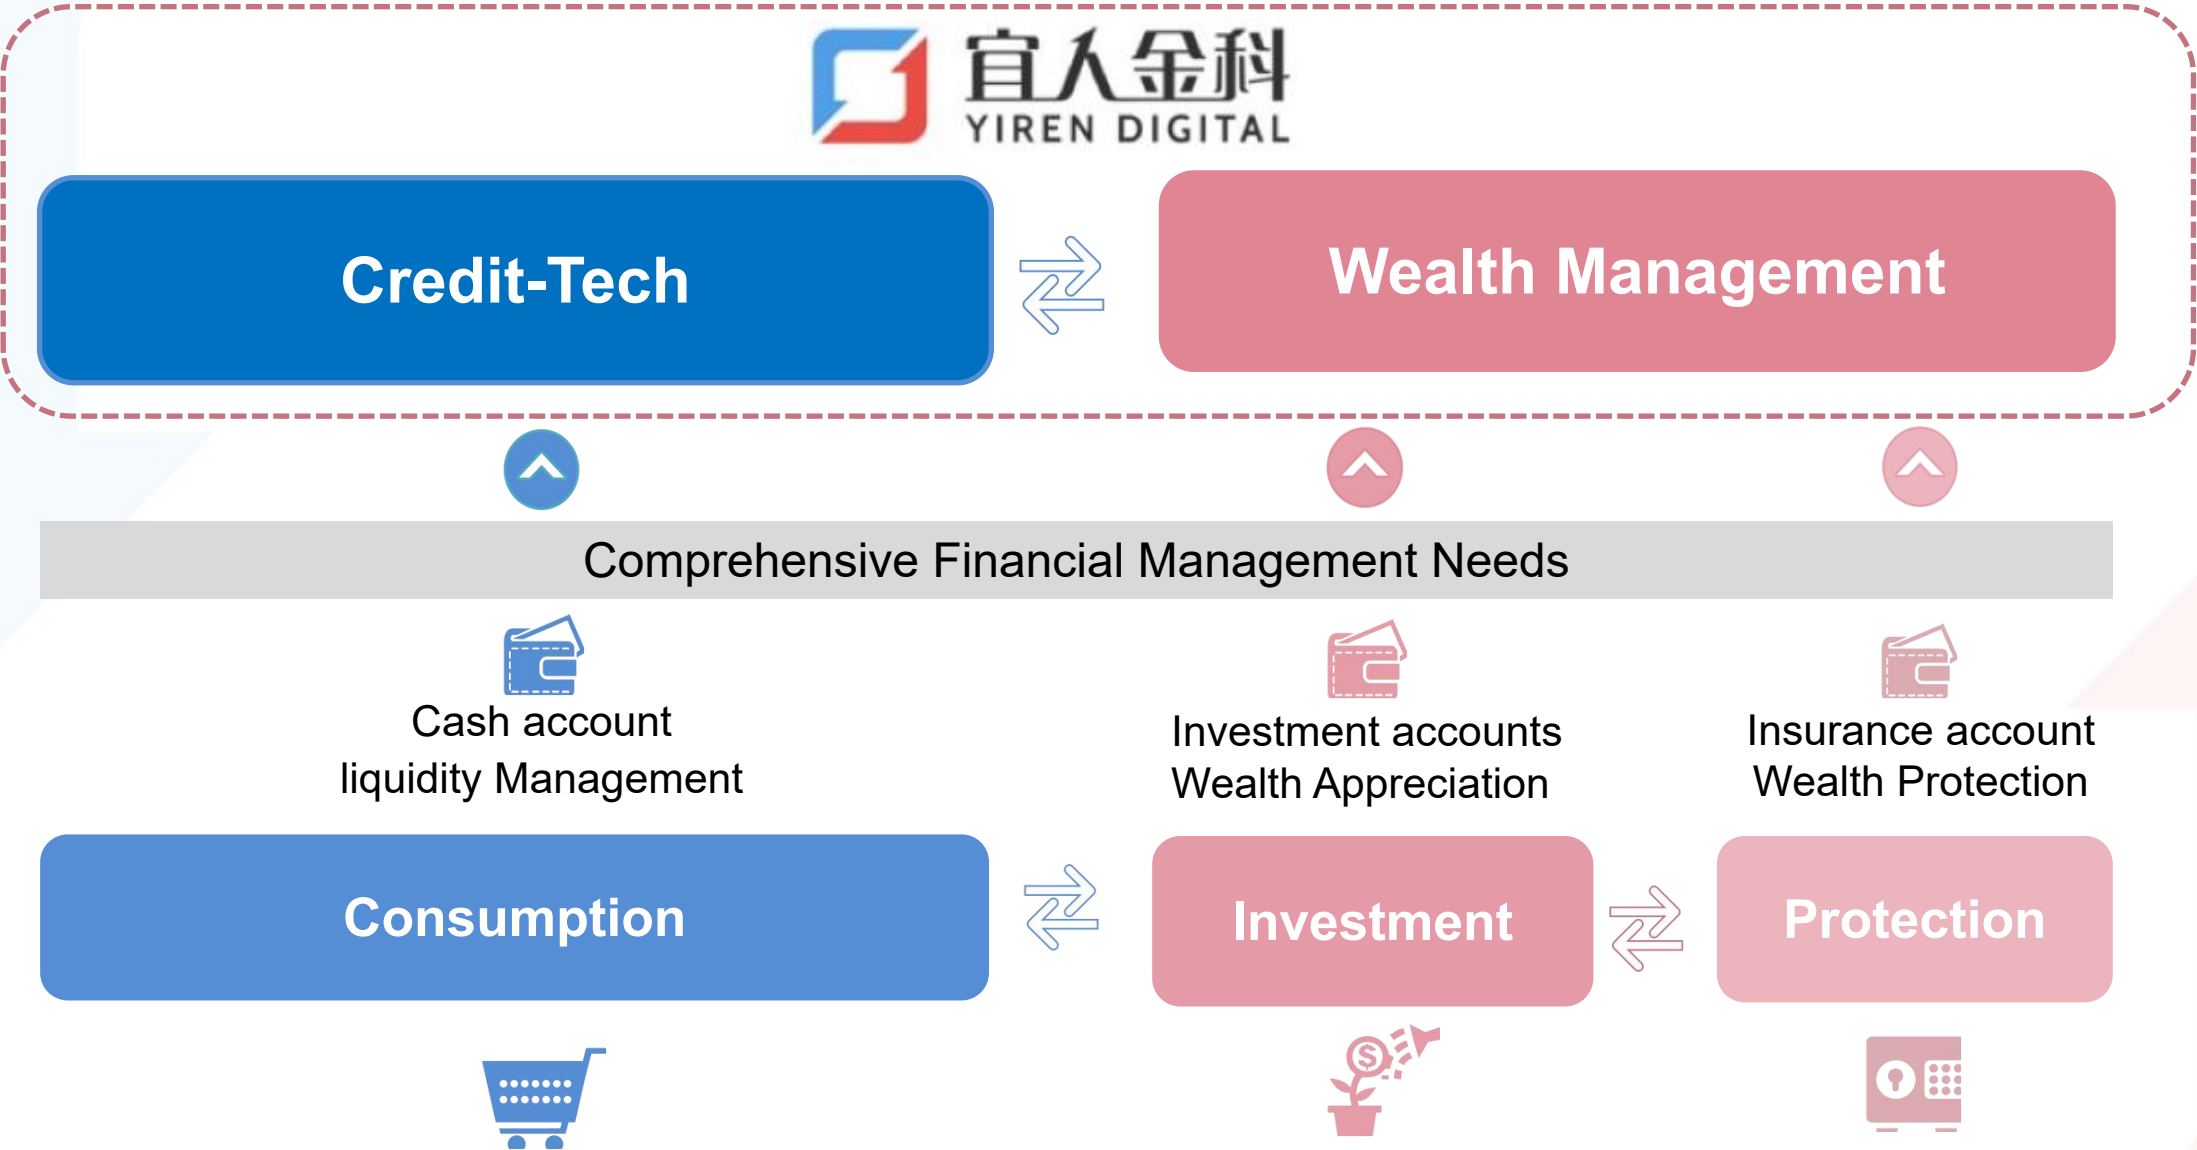 宜人金科
YIREN DIGITAL
Credit-Tech
Wealth Management
Comprehensive Financial Management Needs
Cash account
liquidity Management
Investment accounts
Wealth Appreciation
Insurance account
Wealth Protection
Consumption
Investment
Protection
$